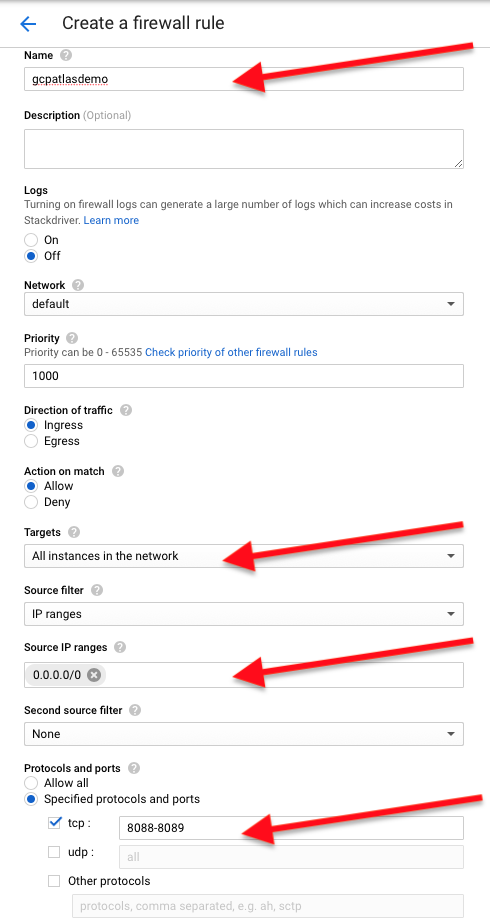 Create a firewall rule
Name
gcpatlasdemo
Description (Optional)
Logs
Turning on firewall logs can generate a large number of logs which can increase costs in
Stackdriver. Learn more
On
Off
Network
default
Priority
Priority can be 0 - 65535 Check priority of other firewall rules
1000
Direction of traffic
Ingress
Egress
Action on match
Allow
Deny
Targets
All instances in the network
Source filter
IP ranges
Source IP ranges
0.0.0.0/0
Second source filter
None
Protocols and ports
Allow all
Specified protocols and ports
tcp :
8088-8089
udp :
all
Other protocols
protocols, comma separated, e.g. ah, sctp